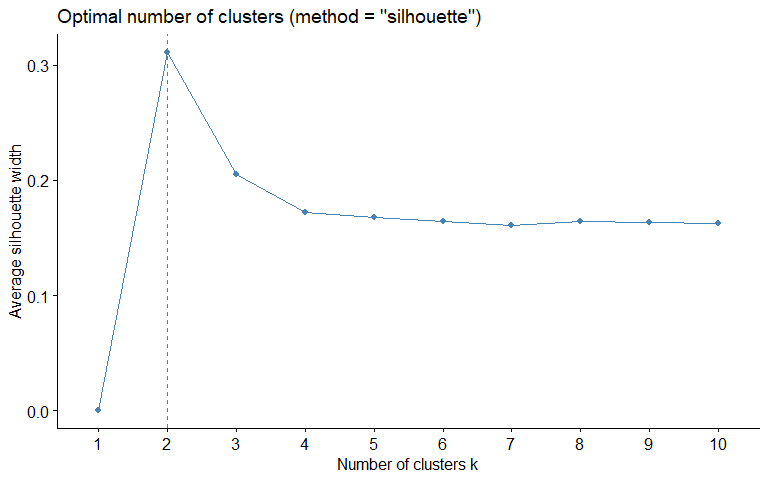 Optimal number of clusters (method = "silhouette")
Average silhouette width
0.3
0.2
0.1
0.0
1 2 3 4 5 6 7 8 9 10
Number of clusters k